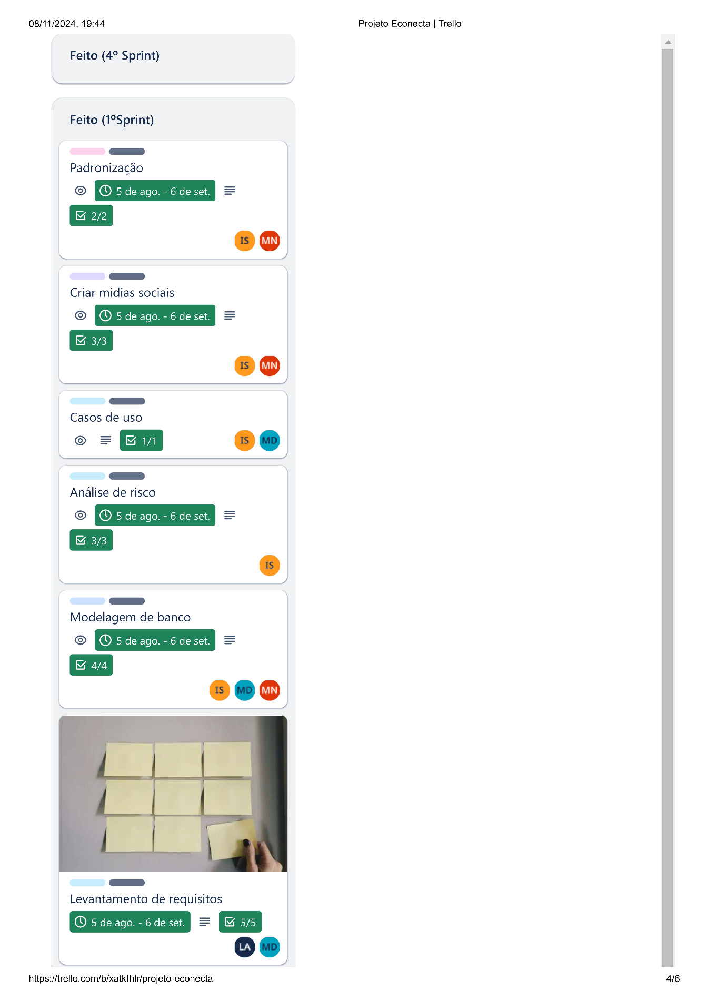 08/11/2024, 19:44
Projeto Econecta | Trello
Feito (4º Sprint)
Feito (1ºSprint)
Padronização
5 de ago. - 6 de set.
2/2
IS MN
Criar mídias sociais
5 de ago. - 6 de set.
3/3
IS MN
Casos de uso
1/1
IS MD
Análise de risco
5 de ago. - 6 de set.
3/3
IS
Modelagem de banco
5 de ago. - 6 de set.
4/4
IS MD MN
Levantamento de requisitos
5 de ago. - 6 de set. 5/5
LA MD
https://trello.com/b/xatkIhlr/projeto-econecta
4/6